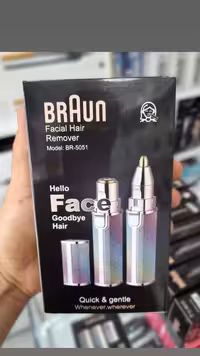 BRAUN
Facial Hair
Remover
Model: BR-5051
Hello
Face
Goodbye
Hair
Quick & gentle
Whenever,wherever